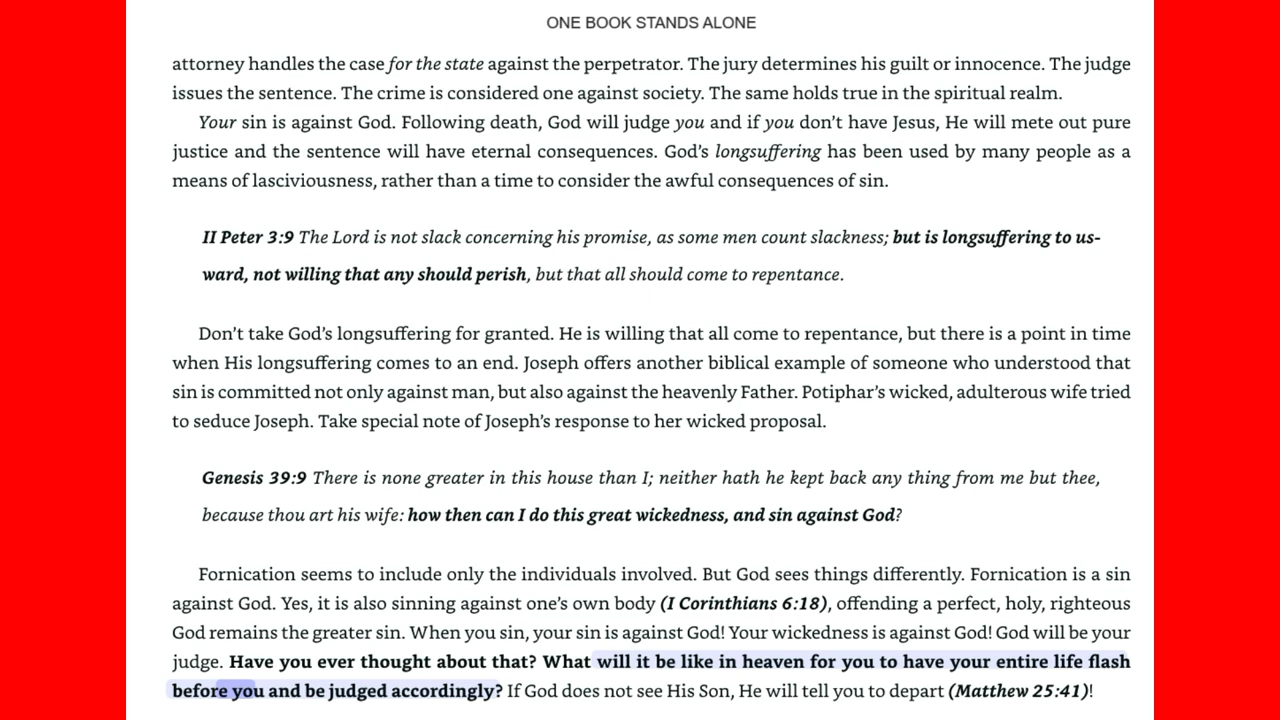 ONE BOOK STANDS ALONE
attorney handles the case for the state against the perpetrator. The jury determines his guilt or innocence. The judge
issues the sentence. The crime is considered one against society. The same holds true in the spiritual realm.
Your sin is against God. Following death, God will judge you and if you don’t have Jesus, He will mete out pure
justice and the sentence will have eternal consequences. God’s longsuffering has been used by many people as a
means of lasciviousness, rather than a time to consider the awful consequences of sin.
II Peter 3:9 The Lord is not slack concerning his promise, as some men count slackness; but is longsuffering to us-
ward, not willing that any should perish, but that all should come to repentance.
Don’t take God’s longsuffering for granted. He is willing that all come to repentance, but there is a point in time
when His longsuffering comes to an end. Joseph offers another biblical example of someone who understood that
sin is committed not only against man, but also against the heavenly Father. Potiphar’s wicked, adulterous wife tried
to seduce Joseph. Take special note of Joseph’s response to her wicked proposal.
Genesis 39:9 There is none greater in this house than I; neither hath he kept back any thing from me but thee,
because thou art his wife: how then can I do this great wickedness, and sin against God?
Fornication seems to include only the individuals involved. But God sees things differently. Fornication is a sin
against God. Yes, it is also sinning against one’s own body (I Corinthians 6:18), offending a perfect, holy, righteous
God remains the greater sin. When you sin, your sin is against God! Your wickedness is against God! God will be your
judge. Have you ever thought about that? What will it be like in heaven for you to have your entire life flash
before you and be judged accordingly? If God does not see His Son, He will tell you to depart (Matthew 25:41)!